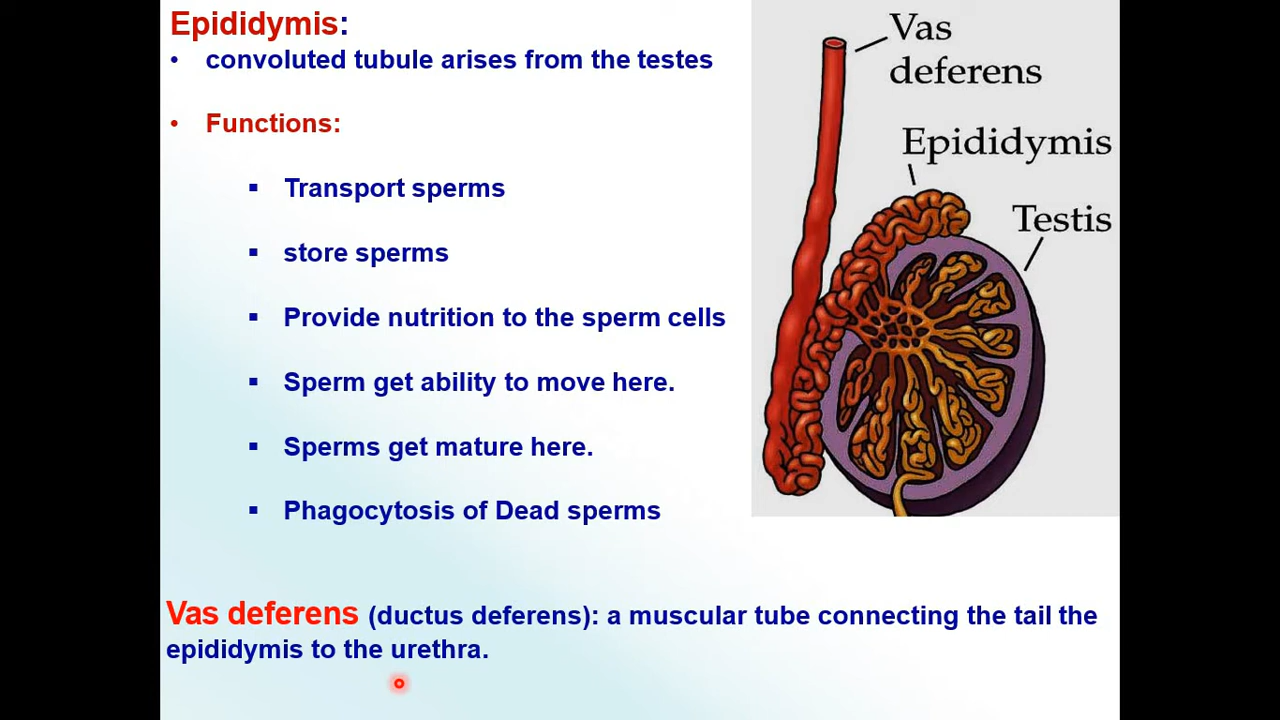 Epididymis:
• convoluted tubule arises from the testes
• Functions:
▪ Transport sperms
▪ store sperms
▪ Provide nutrition to the sperm cells
▪ Sperm get ability to move here.
▪ Sperms get mature here.
▪ Phagocytosis of Dead sperms
Vas deferens (ductus deferens): a muscular tube connecting the tail the
epididymis to the urethra.
Vas
deferens
Epididymis
Testis